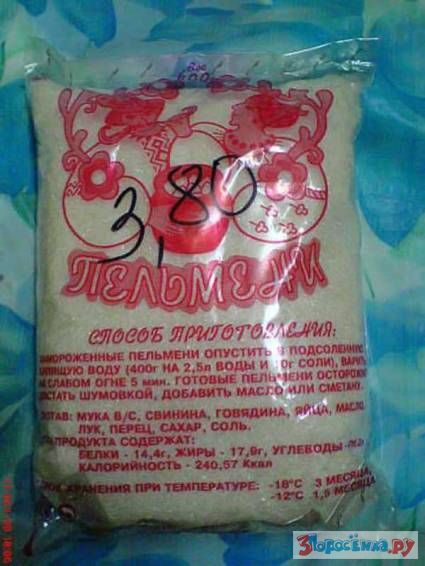 Вес
600
3,80
ПЕЛЬМЕНИ
СПОСОБ ПРИГОТОВЛЕНИЯ:
ЗАМОРОЖЕННЫЕ ПЕЛЬМЕНИ ОПУСТИТЬ В ПОДСОЛЕННУЮ
КИПЯЩУЮ ВОДУ (400г НА 2,5л ВОДЫ И СОЛИ), ВАРИТЬ
НА СЛАБОМ ОГНЕ 5 мин. ГОТОВЫЕ ПЕЛЬМЕНИ ОСТОРОЖНО
ДОСТАТЬ ШУМОВКОЙ, ДОБАВИТЬ МАСЛО ИЛИ СМЕТАНУ.
СОСТАВ: МУКА В/С, СВИНИНА, ГОВЯДИНА, ЯЙЦА, МАСЛО,
ЛУК, ПЕРЕЦ, САХАР, СОЛЬ.
ПРОДУКТА СОДЕРЖАТ:
БЕЛКИ - 14,4г, ЖИРЫ - 17,9г, УГЛЕВОДЫ
КАЛОРИЙНОСТЬ - 240,57 Ккал
СРОК ХРАНЕНИЯ ПРИ ТЕМПЕРАТУРЕ: -18°С 3 МЕСЯЦА,
-12°С 1,5 МЕСЯЦА
3Поросёнка.ру